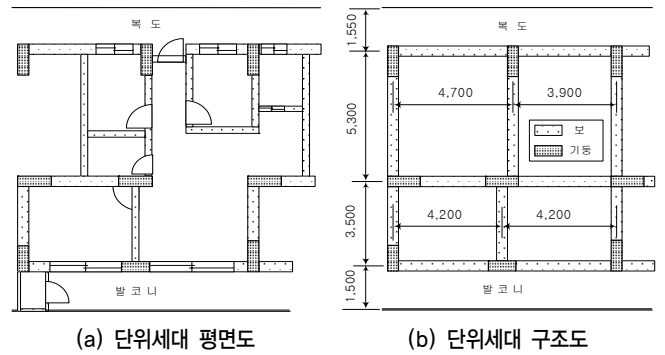 복 도
발 코 니
(a) 단위세대 평면도
복 도
1,550
5,300
4,700
3,900
보
기둥
3,500
4,200
4,200
1,500
발 코 니
(b) 단위세대 구조도